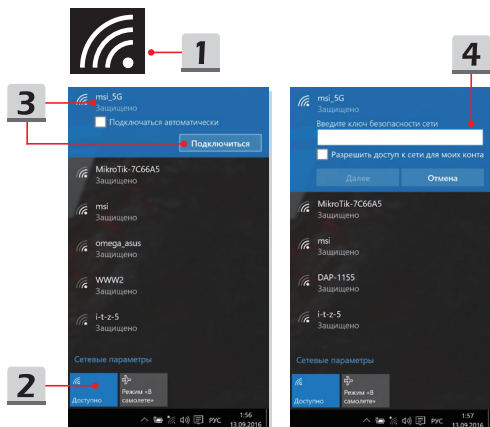 1
4
3
msi_5G
Защищено
Подключаться автоматически
Подключиться
MikroTik-7C66A5
Защищено
msi
Защищено
omega_asus
Защищено
WWW2
Защищено
i-t-z-5
Защищено
Сетевые параметры
2
Доступно
Режим «В
самолете»
РУС
1:56
13.09.2016
msi_5G
Защищено
Введите ключ безопасности сети
Разрешить доступ к сети для моих конта
Далее
Отмена
MikroTik-7C66A5
Защищено
msi
Защищено
DAP-1155
Защищено
i-t-z-5
Защищено
Сетевые параметры
Доступно
Режим «В
самолете»
РУС
1:57
13.09.2016